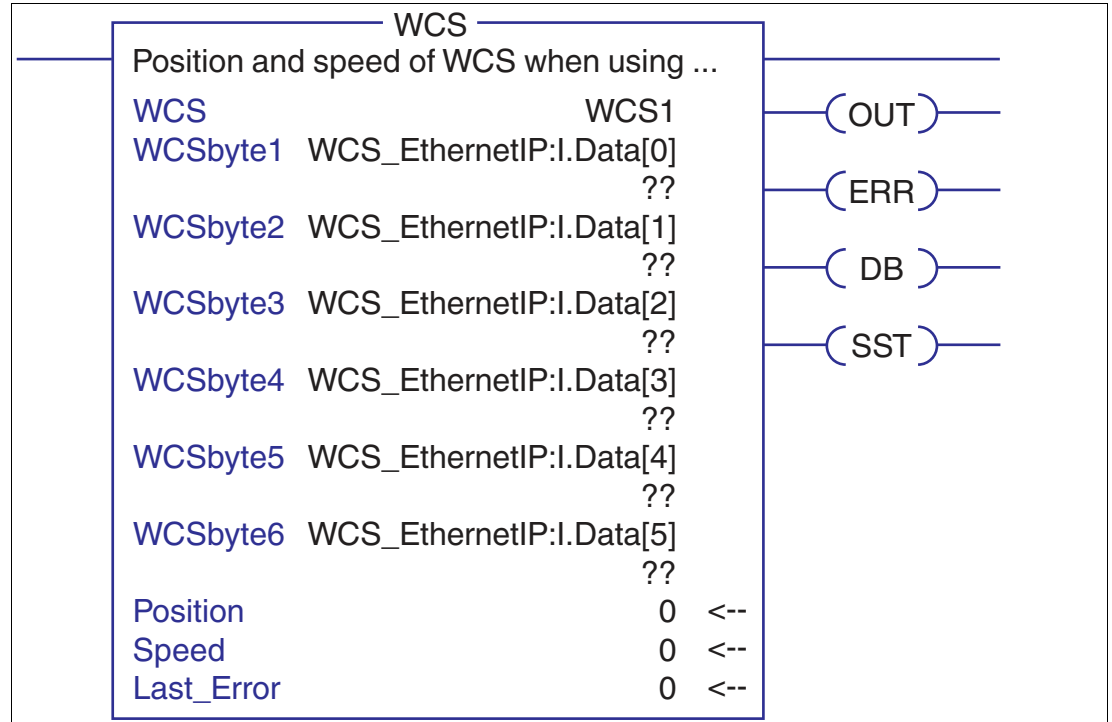 WCS
Position and speed of WCS when using ...
WCS WCS1
OUT
WCSbyte1 WCS_EthernetIP:I.Data[0]
??
ERR
WCSbyte2 WCS_EthernetIP:I.Data[1]
??
DB
WCSbyte3 WCS_EthernetIP:I.Data[2]
??
SST
WCSbyte4 WCS_EthernetIP:I.Data[3]
??
WCSbyte5 WCS_EthernetIP:I.Data[4]
??
WCSbyte6 WCS_EthernetIP:I.Data[5]
??
Position 0 <--
Speed 0 <--
Last_Error 0 <--